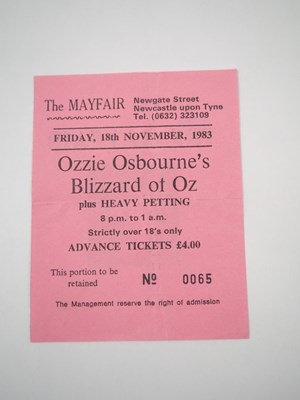 The MAYFAIR
Newgate Street
Newcastle upon Tyne
Tel. (0632) 323109
FRIDAY, 18th NOVEMBER, 1983
Ozzie Osbourne's
Blizzard of Oz
plus HEAVY PETTING
8 p.m. to 1 a.m.
Strictly over 18's only
ADVANCE TICKETS £4.00
This portion to be
retained
Nº 0065
The Management reserve the right of admission